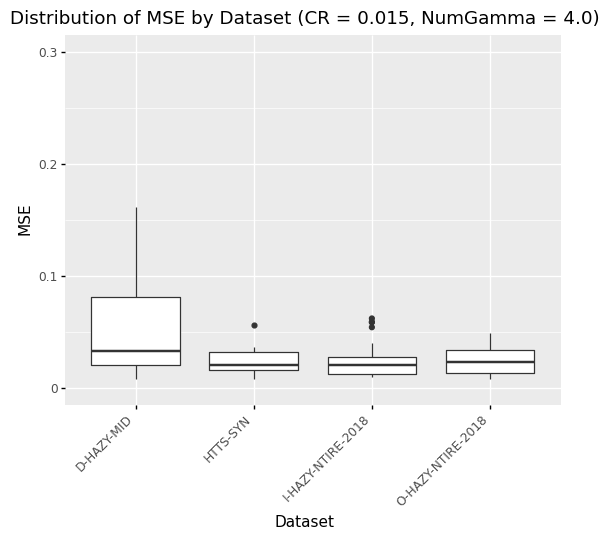 Distribution of MSE by Dataset (CR = 0.015, NumGamma = 4.0)
0.3
0.2
0.1
0
MSE
D-HAZY-MID
HTTS-SYN
I-HAZY-NTIRE-2018
O-HAZY-NTIRE-2018
Dataset